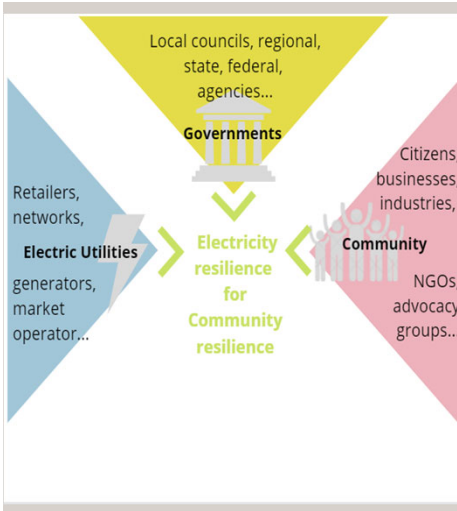 Local councils, regional,
state, federal,
agencies...
Governments
Retailers,
networks,
Electric Utilities
generators,
market
operator...
Electricity
resilience
for
Community
resilience
Citizens,
businesses,
industries,
Community
NGOs,
advocacy
groups...